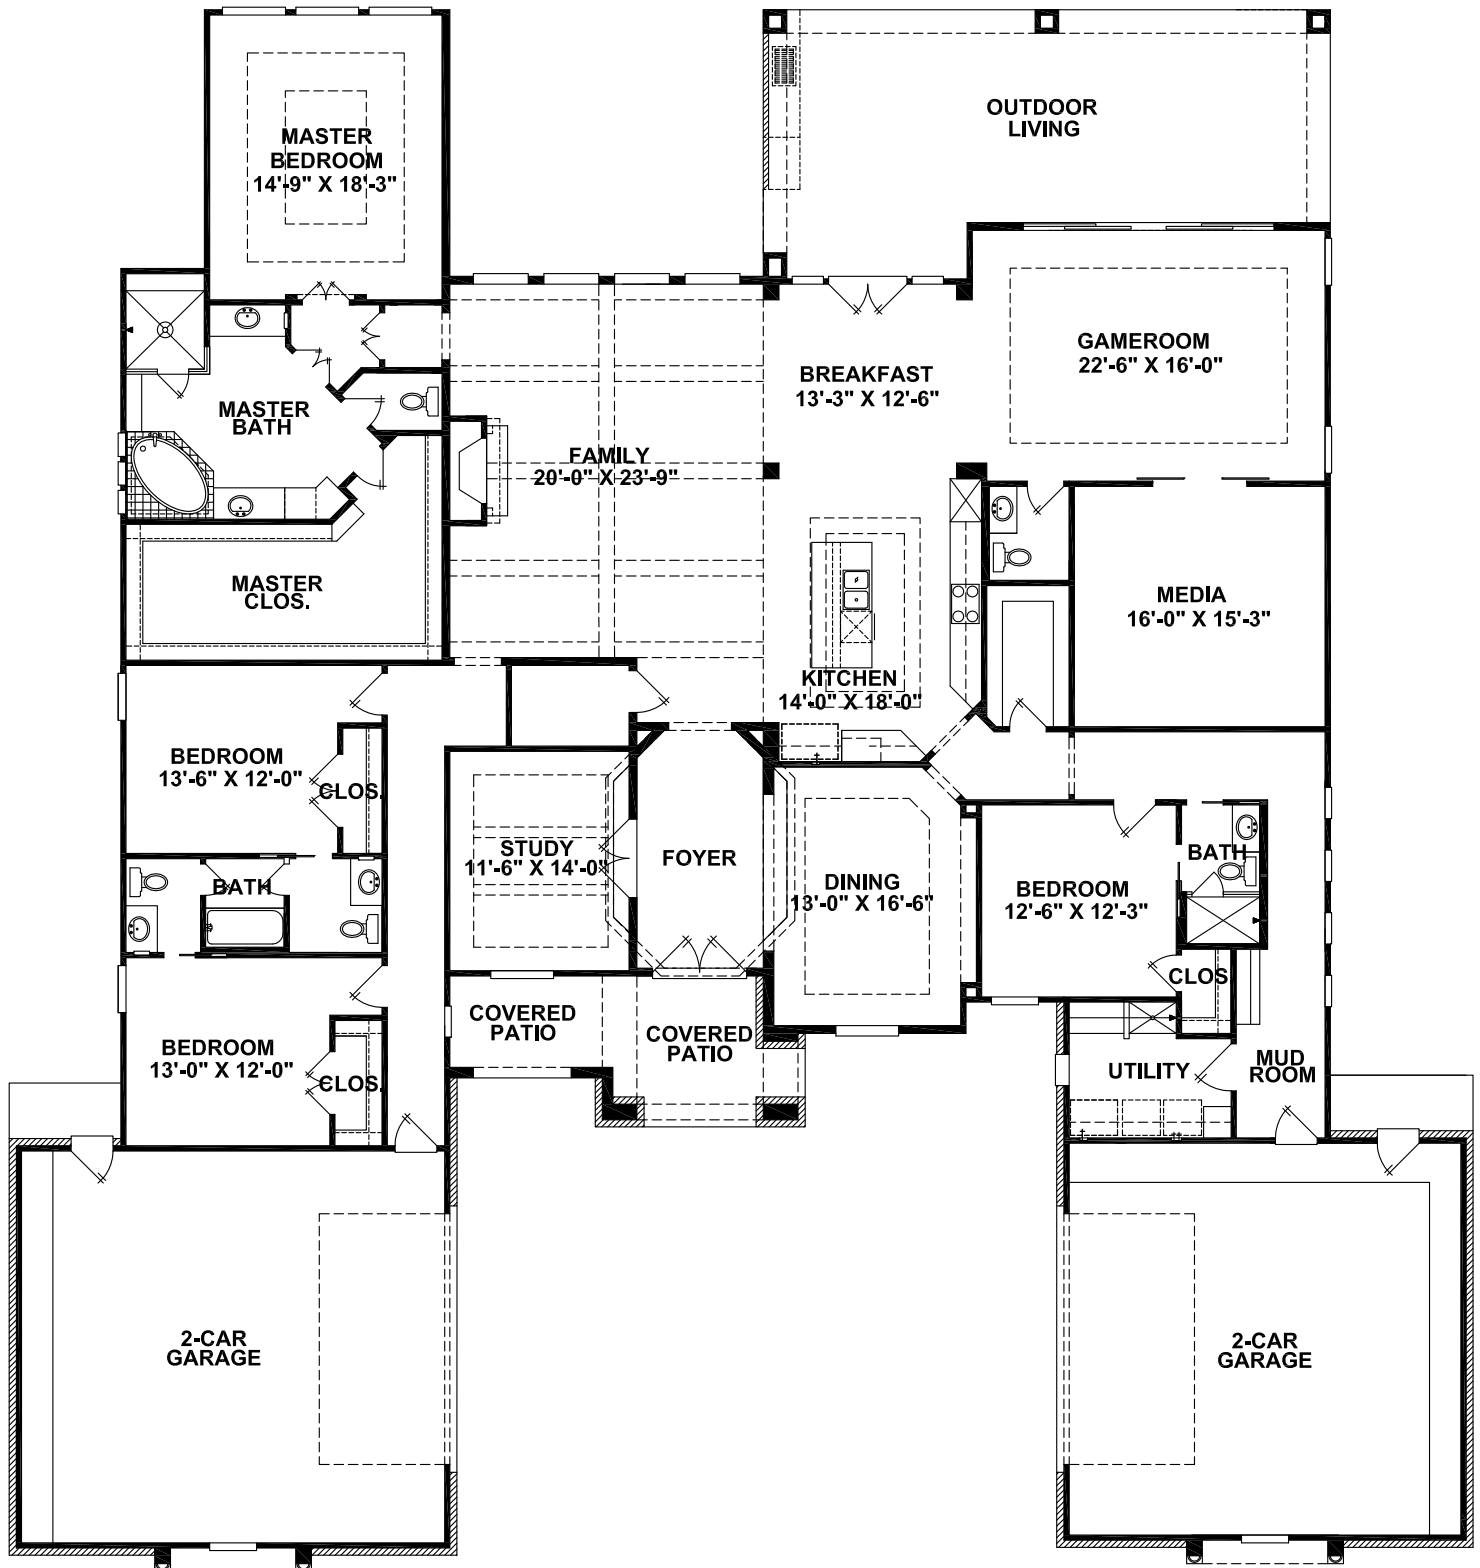 MASTER
BEDROOM
14'-9" X 18'-3"
OUTDOOR
LIVING
GAMEROOM
22'-6" X 16'-0"
BREAKFAST
13'-3" X 12'-6"
MASTER
BATH
FAMILY
20'-0" X 23'-9"
MASTER
CLOS.
MEDIA
16'-0" X 15'-3"
KITCHEN
14'-0" X 18'-0"
BEDROOM
13'-6" X 12'-0"
CLOS.
STUDY
11'-6" X 14'-0"
FOYER
DINING
13'-0" X 16'-6"
BATH
BEDROOM
12'-6" X 12'-3"
BATH
CLOS.
COVERED
PATIO
COVERED
PATIO
BEDROOM
13'-0" X 12'-0"
CLOS.
UTILITY
MUD
ROOM
2-CAR
GARAGE
2-CAR
GARAGE